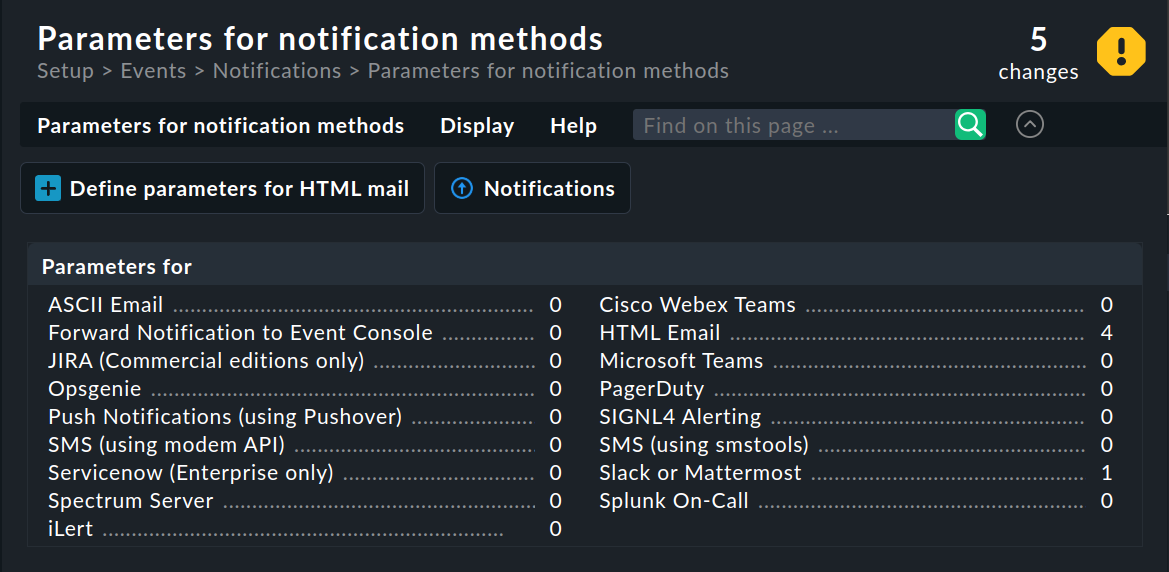 Parameters for notification methods
Setup > Events > Notifications > Parameters for notification methods
5
changes
Parameters for notification methods Display Help Find on this page ...
Define parameters for HTML mail Notifications
Parameters for
ASCII Email 0
Forward Notification to Event Console 0
JIRA (Commercial editions only) 0
Opsgenie 0
Push Notifications (using Pushover) 0
SMS (using modem API) 0
Servicenow (Enterprise only) 0
Spectrum Server 0
iLert 0
Cisco Webex Teams 0
HTML Email 4
Microsoft Teams 0
PagerDuty 0
SIGNL4 Alerting 0
SMS (using smstools) 0
Slack or Mattermost 1
Splunk On-Call 0